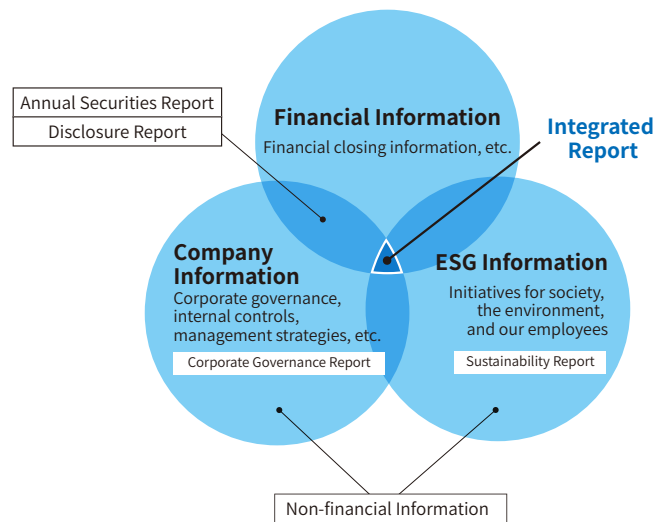 Annual Securities Report
Disclosure Report
Financial Information
Financial closing information, etc.
Integrated
Report
Company
Information
Corporate governance,
internal controls,
management strategies, etc.
Corporate Governance Report
ESG Information
Initiatives for society,
the environment,
and our employees
Sustainability Report
Non-financial Information